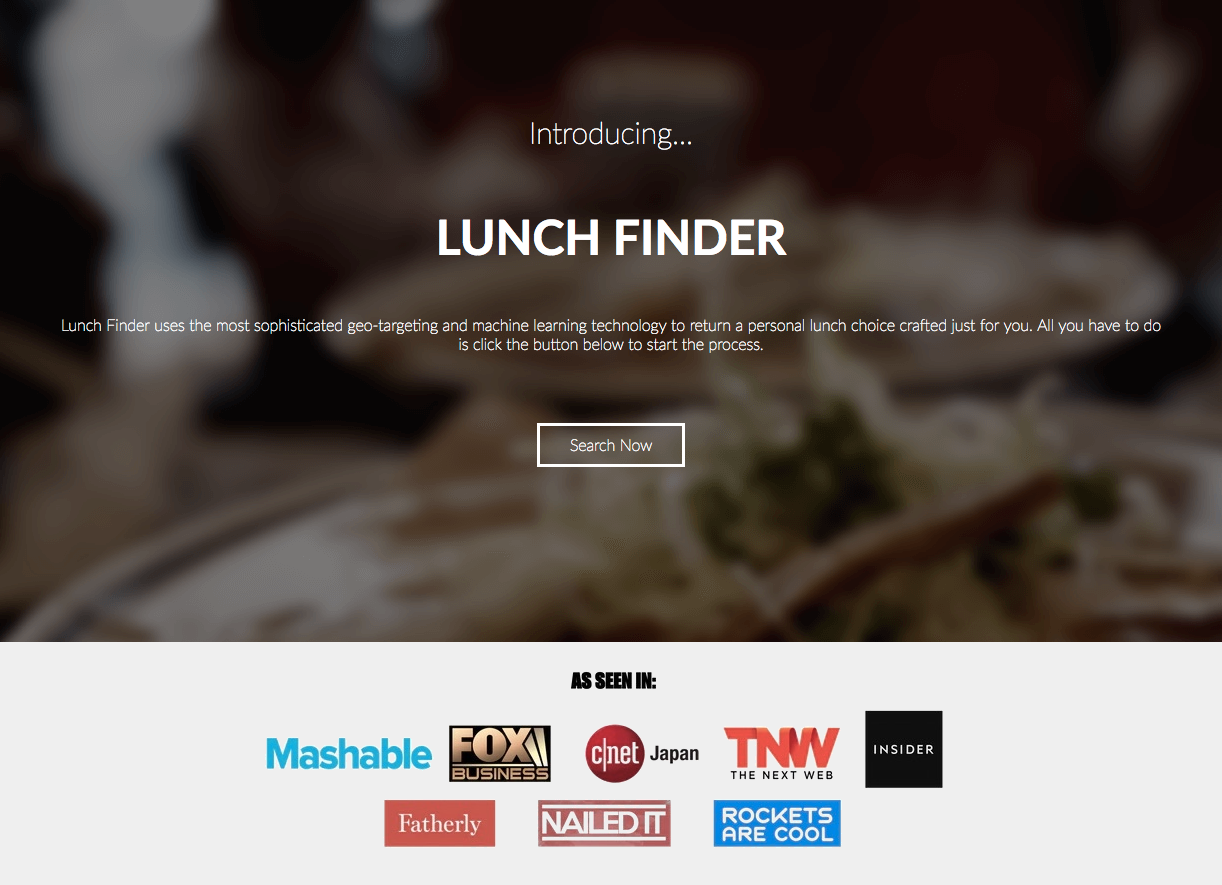 Introducing...
LUNCH FINDER
Lunch Finder uses the most sophisticated geo-targeting and machine learning technology to return a personal lunch choice crafted just for you. All you have to do
is click the button below to start the process.
Search Now
AS SEEN IN:
Mashable
FOX
BUSINESS
c|net Japan
TNW
THE NEXT WEB
INSIDER
Fatherly
NAILED IT
ROCKETS
ARE COOL